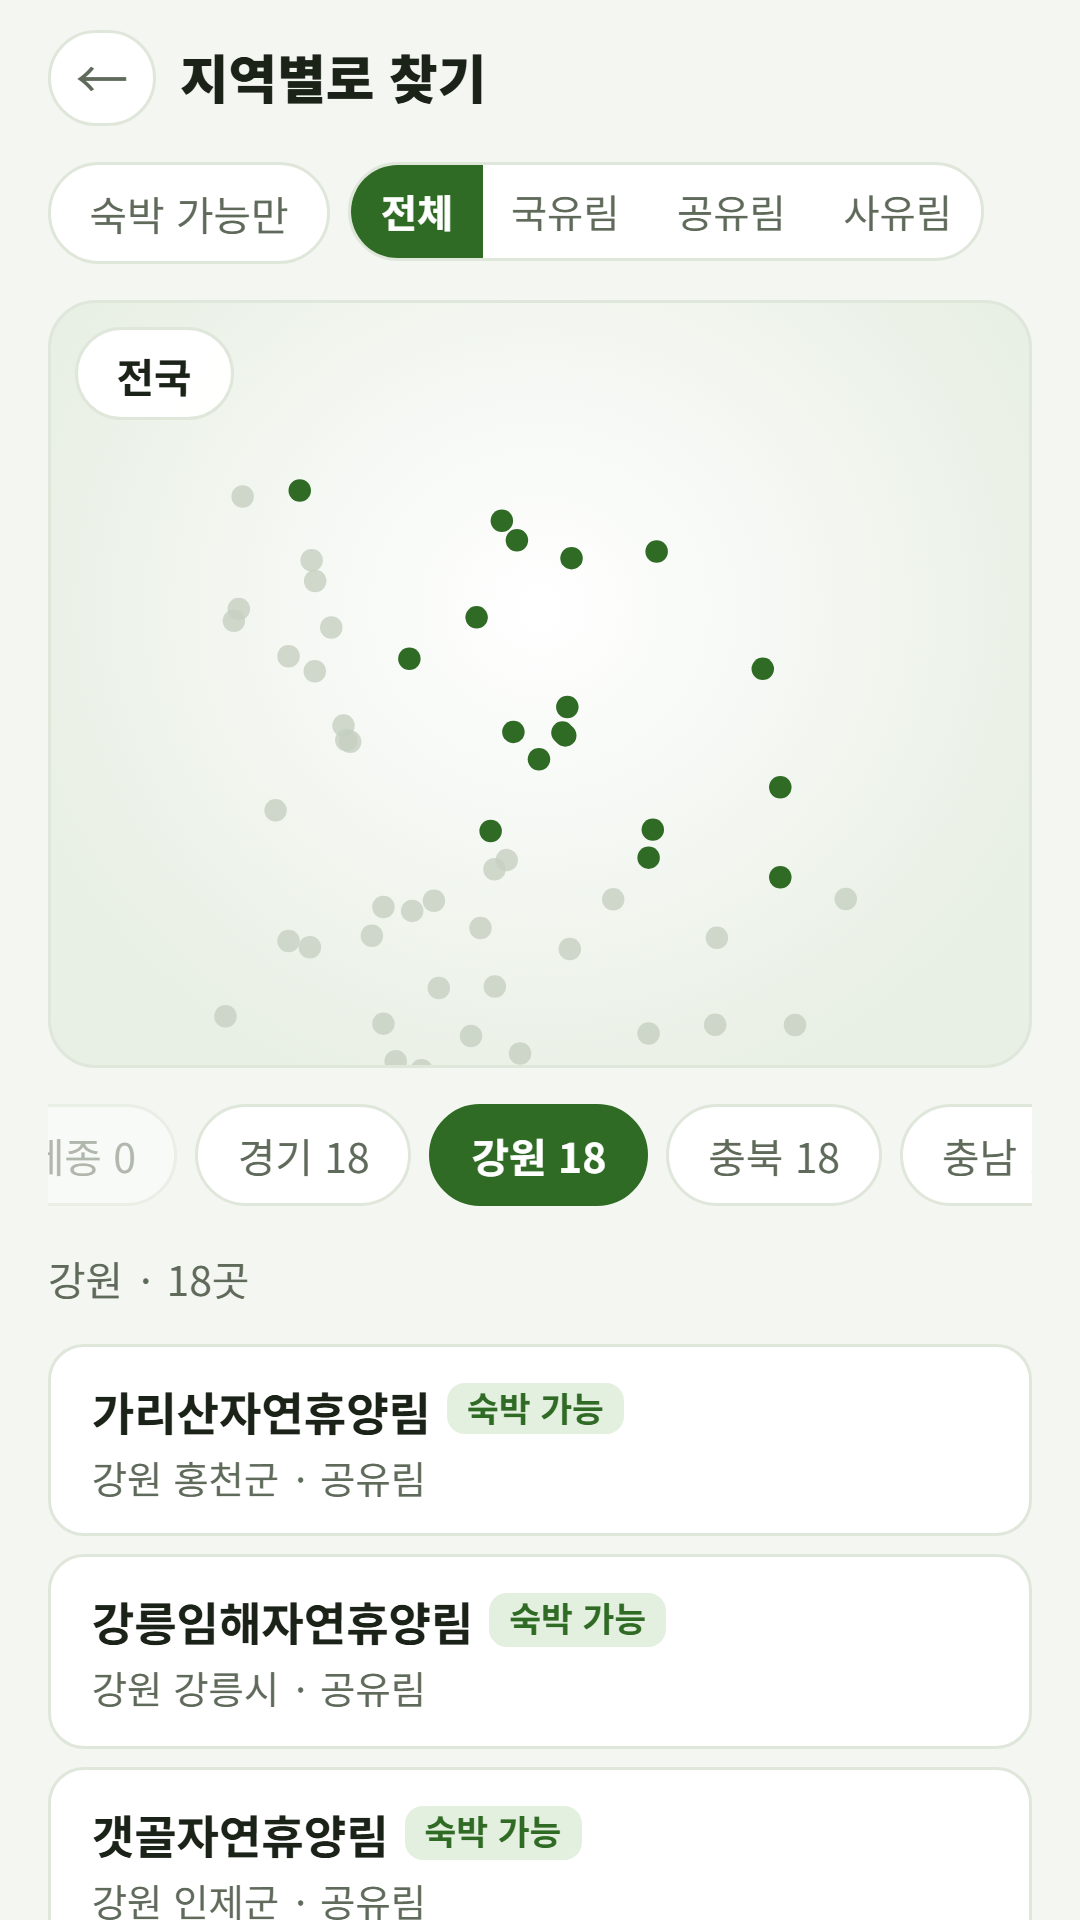 ← 지역별로 찾기
숙박 가능만 전체 국유림 공유림 사유림
전국
세종 0 경기 18 강원 18 충북 18 충남
강원 · 18곳
가리산자연휴양림 숙박 가능
강원 홍천군 · 공유림
강릉임해자연휴양림 숙박 가능
강원 강릉시 · 공유림
갯골자연휴양림 숙박 가능
강원 인제군 · 공유림